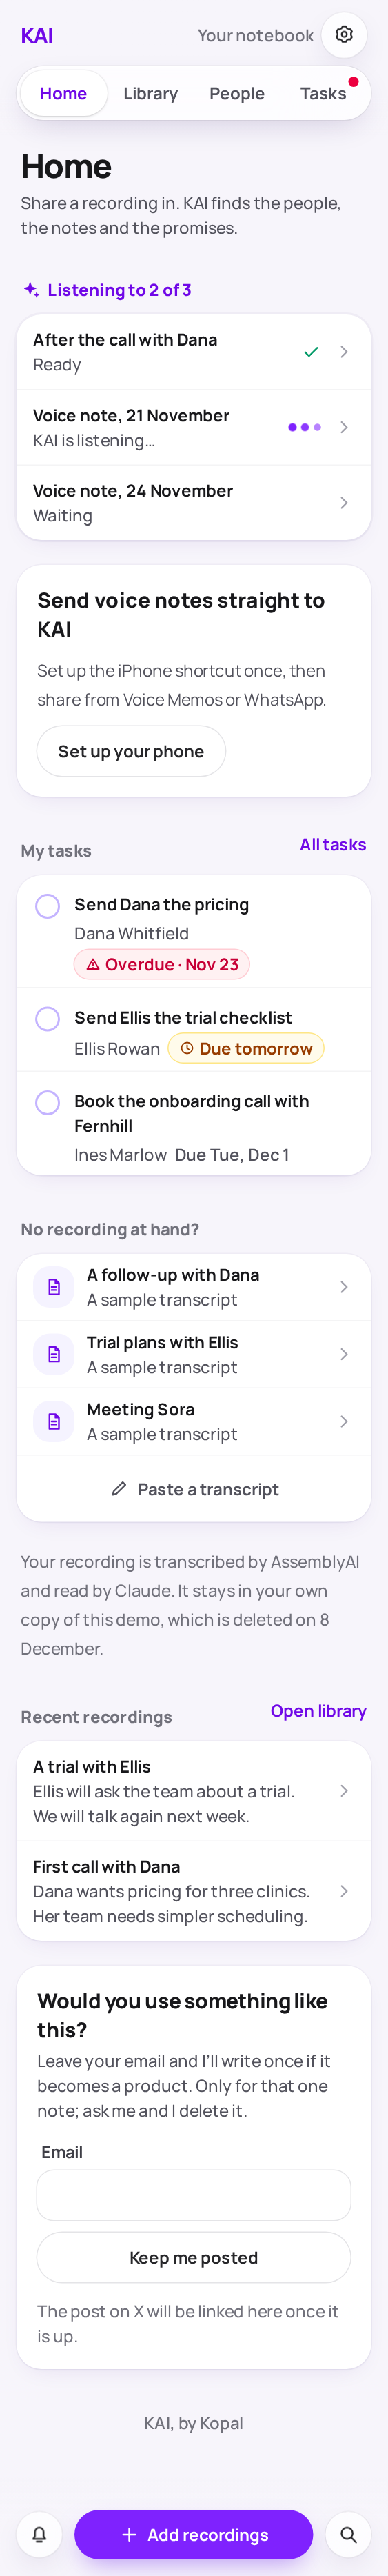 KAI
Your notebook
Home
Library
People
Tasks
Home
Share a recording in. KAI finds the people,
the notes and the promises.
Listening to 2 of 3
After the call with Dana
Ready
Voice note, 21 November
KAI is listening…
Voice note, 24 November
Waiting
Send voice notes straight to
KAI
Set up the iPhone shortcut once, then
share from Voice Memos or WhatsApp.
Set up your phone
My tasks
All tasks
Send Dana the pricing
Dana Whitfield
Overdue · Nov 23
Send Ellis the trial checklist
Ellis Rowan
Due tomorrow
Book the onboarding call with
Fernhill
Ines Marlow Due Tue, Dec 1
No recording at hand?
A follow-up with Dana
A sample transcript
Trial plans with Ellis
A sample transcript
Meeting Sora
A sample transcript
Paste a transcript
Your recording is transcribed by AssemblyAI
and read by Claude. It stays in your own
copy of this demo, which is deleted on 8
December.
Recent recordings
Open library
A trial with Ellis
Ellis will ask the team about a trial.
We will talk again next week.
First call with Dana
Dana wants pricing for three clinics.
Her team needs simpler scheduling.
Would you use something like
this?
Leave your email and I'll write once if it
becomes a product. Only for that one
note; ask me and I delete it.
Email
Keep me posted
The post on X will be linked here once it
is up.
KAI, by Kopal
Add recordings